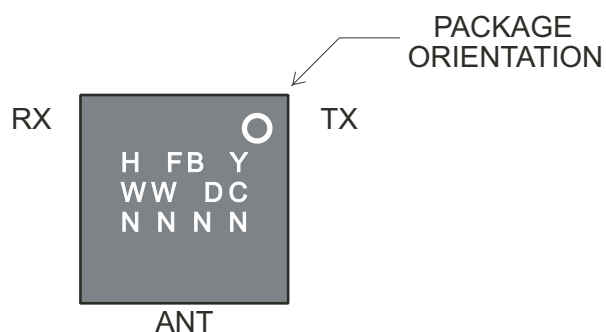 PACKAGE
ORIENTATION
RX
TX
H FB Y
WW DC
N N N N
ANT